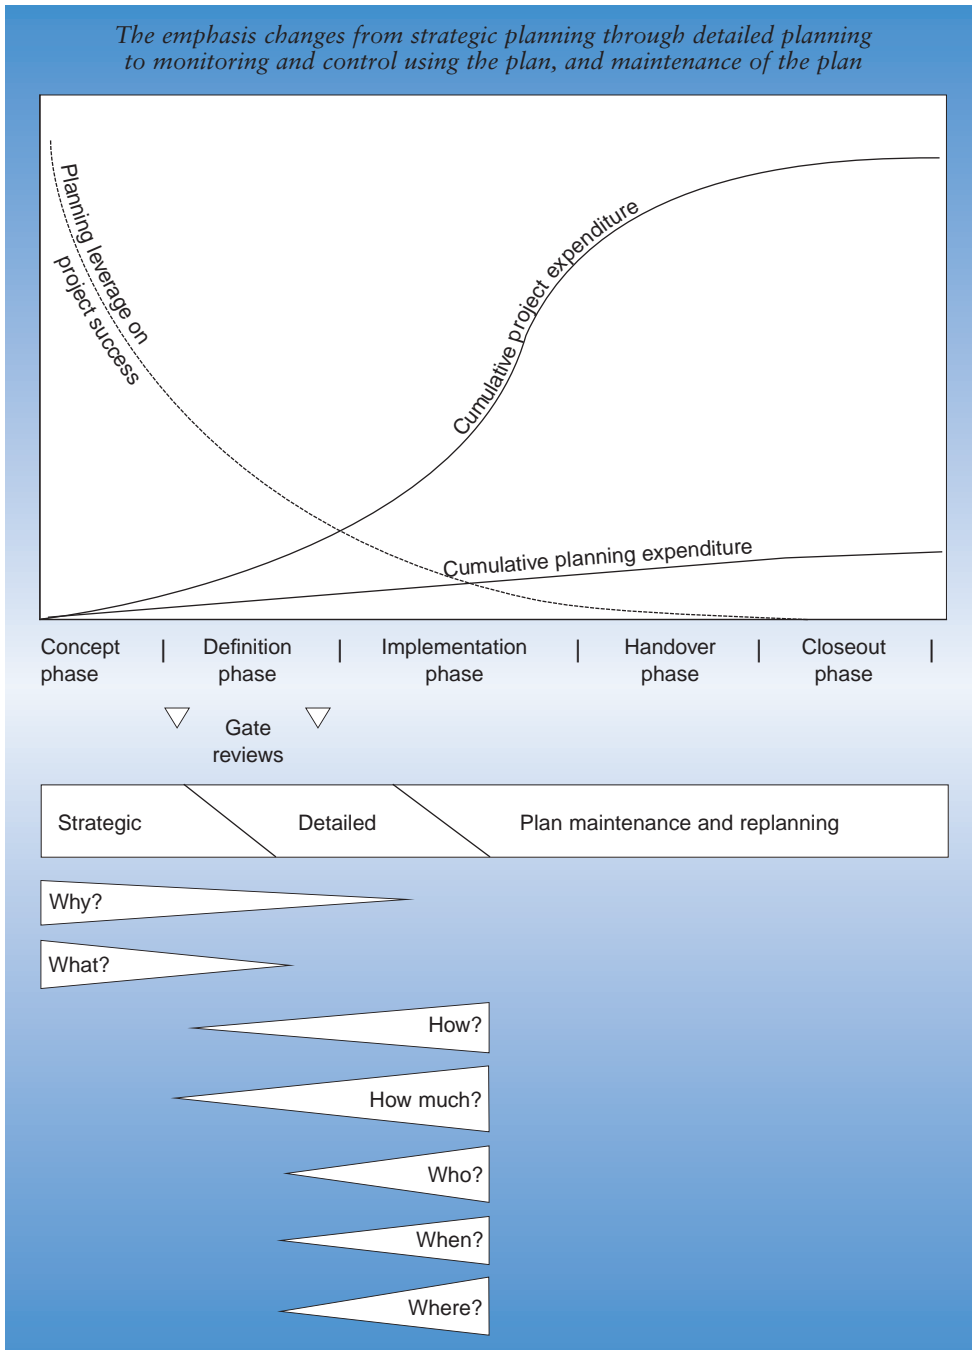 The emphasis changes from strategic planning through detailed planning
to monitoring and control using the plan, and maintenance of the plan
Planning leverage on
project success
Cumulative project expenditure
Cumulative planning expenditure
Concept
phase
Definition
phase
Implementation
phase
Handover
phase
Closeout
phase
Gate
reviews
Strategic
Detailed
Plan maintenance and replanning
Why?
What?
How?
How much?
Who?
When?
Where?